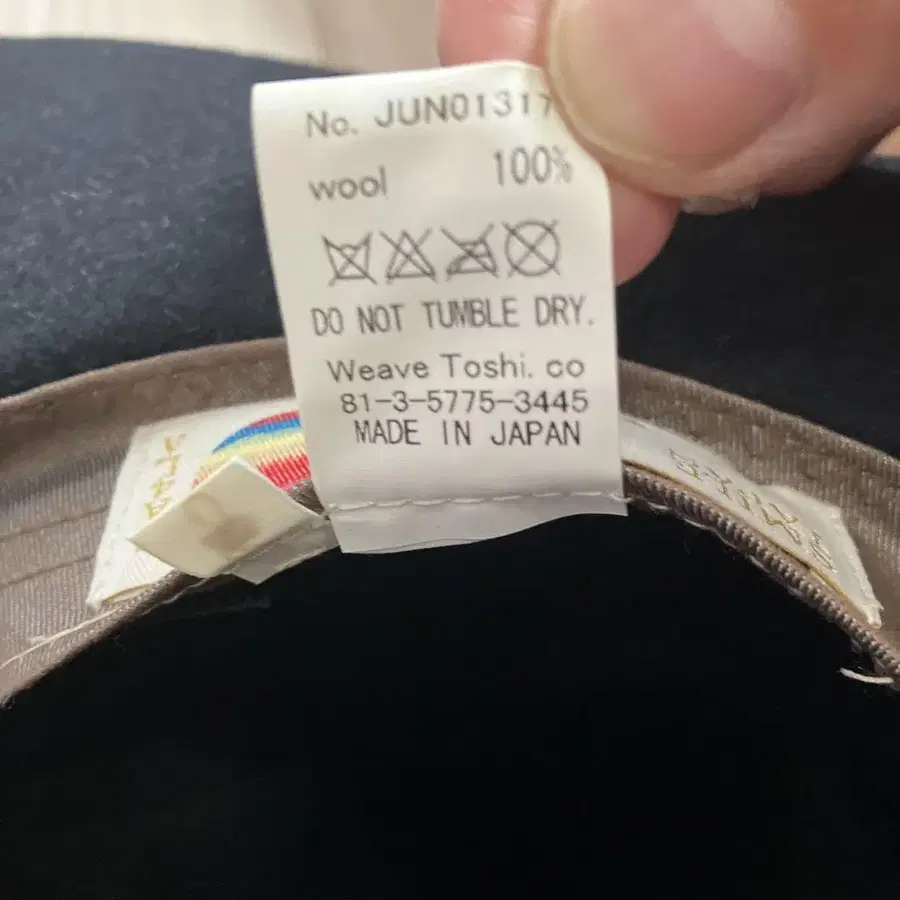 No. JUN01317
wool 100%
DO NOT TUMBLE DRY.
Weave Toshi. co
81-3-5775-3445
MADE IN JAPAN